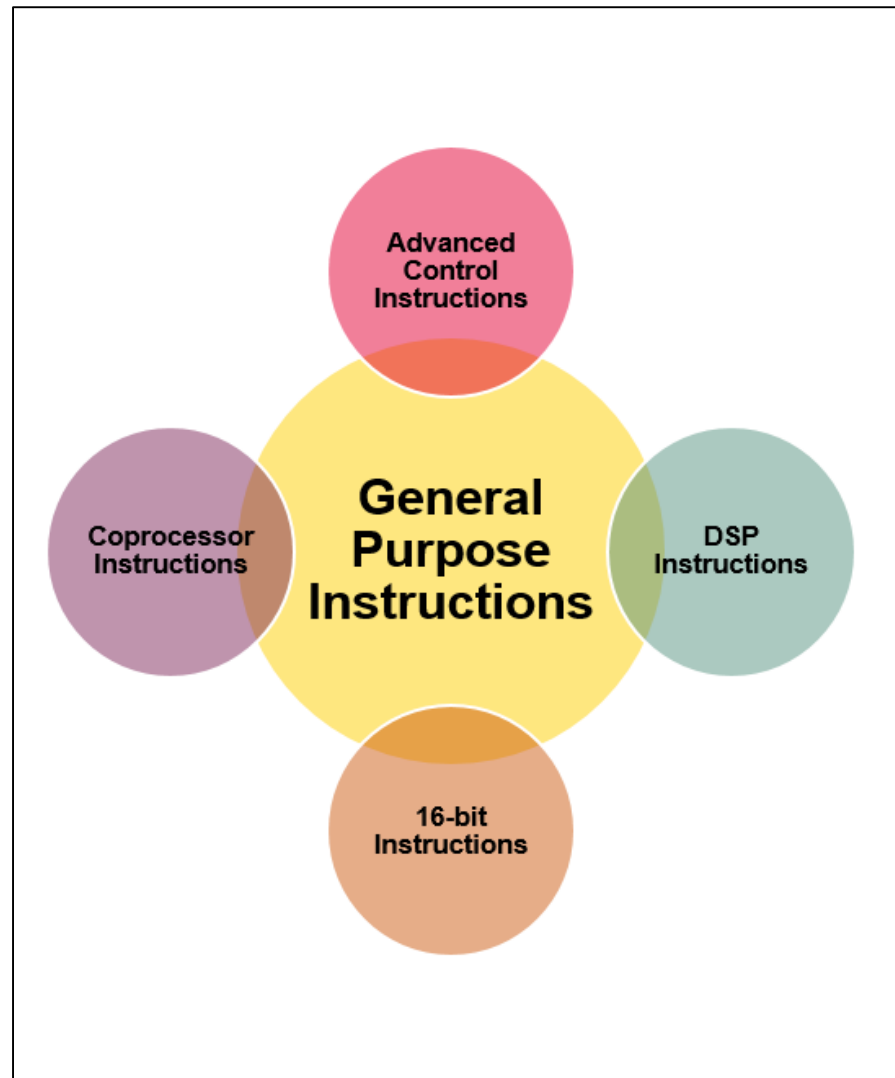 Advanced
Control
Instructions
General
Purpose
Instructions
Coprocessor
Instructions
DSP
Instructions
16-bit
Instructions